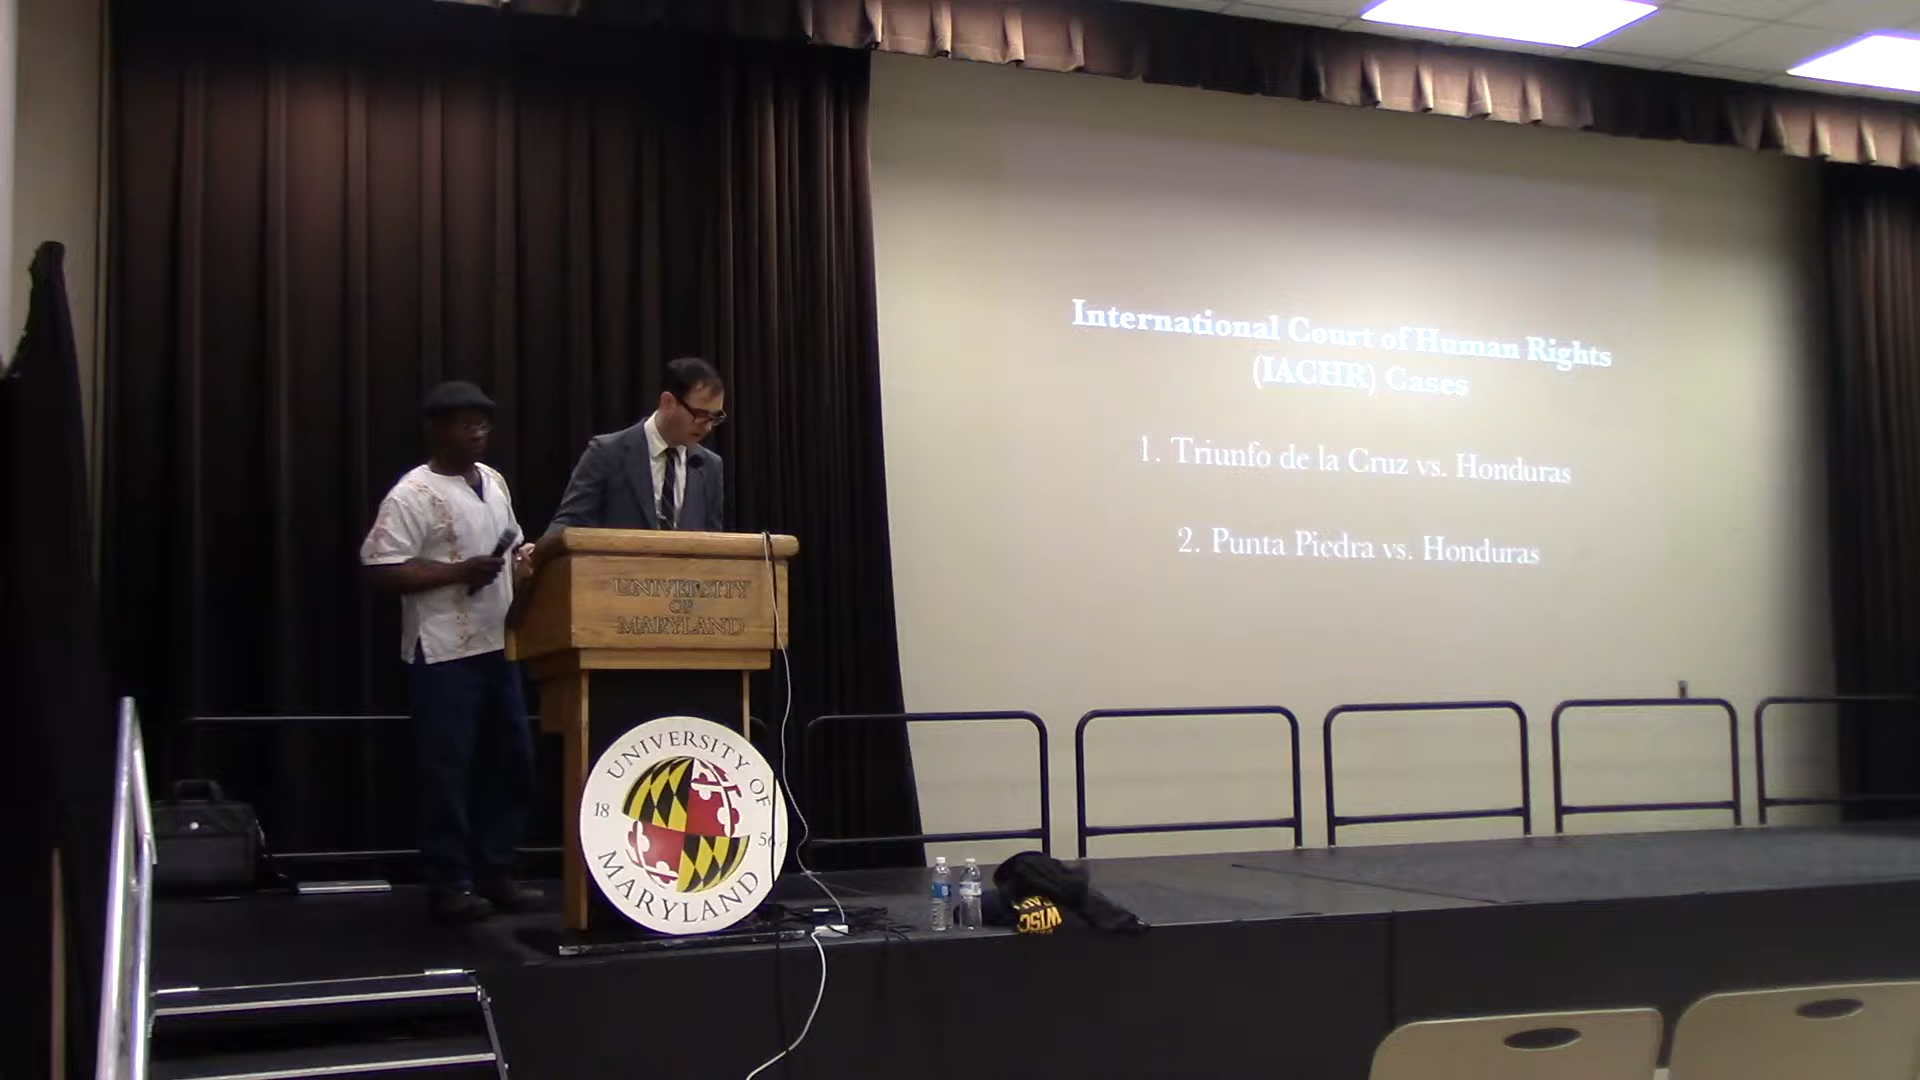 International Court of Human Rights
(IACHR) Cases
1. Triunfo de la Cruz vs. Honduras
2. Punta Piedra vs. Honduras
UNIVERSITY
OF
MARYLAND
UNIVERSITY OF
18 56
MARYLAND